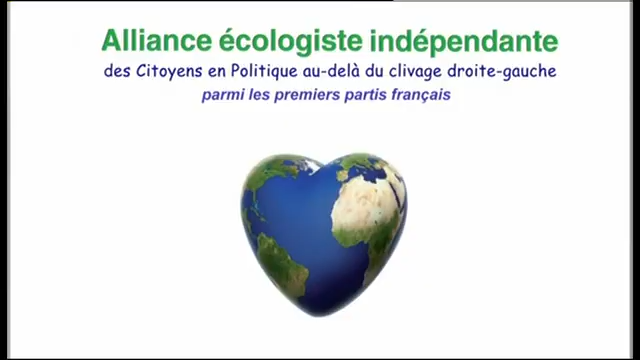 Alliance écologiste indépendante
des Citoyens en Politique au-delà du clivage droite-gauche
parmi les premiers partis français